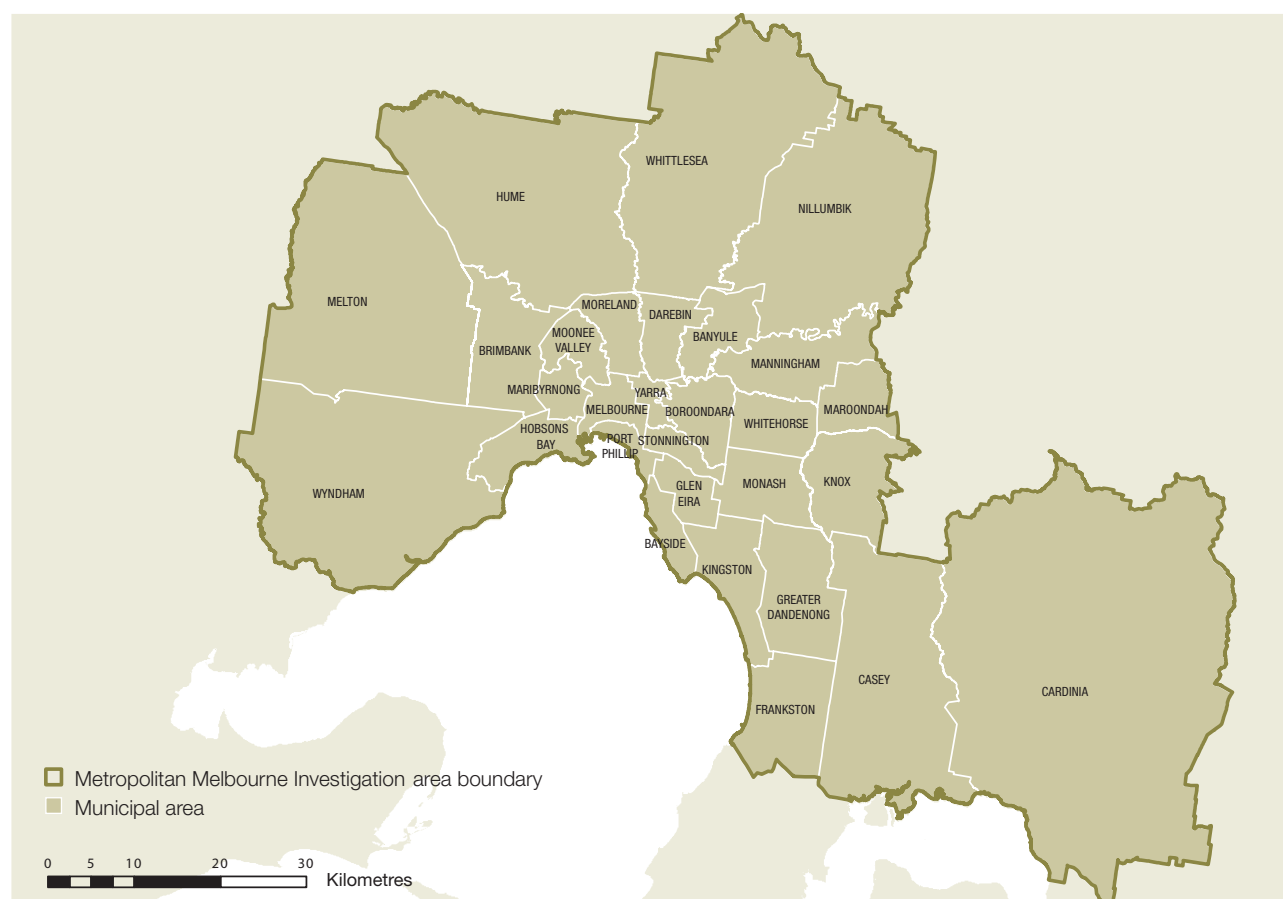 WHITTLESEA
HUME
NILLUMBIK
MELTON
MORELAND
DAREBIN
MOONEE
VALLEY
BANYULE
BRIMBANK
MANNINGHAM
MARIBYRNONG
YARRA
MELBOURNE
BOROONDARA
MAROONDAH
WHITEHORSE
HOBSONS
BAY
PORT
PHILLIP
STONNINGTON
WYNDHAM
GLEN
EIRA
MONASH
KNOX
BAYSIDE
KINGSTON
GREATER
DANDENONG
CASEY
CARDINIA
FRANKSTON
Metropolitan Melbourne Investigation area boundary
Municipal area
0 5 10 20 30
Kilometres